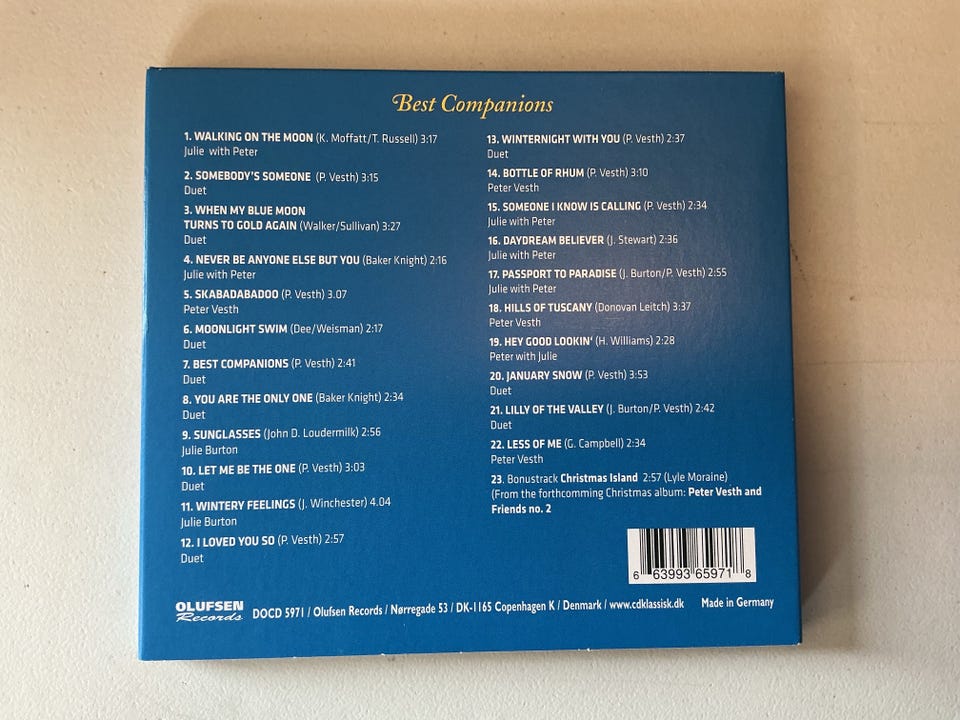 Best Companions
1. WALKING ON THE MOON (K. Moffatt/T. Russell) 3:17
Julie with Peter
2. SOMEBODY'S SOMEONE (P. Vesth) 3:15
Duet
3. WHEN MY BLUE MOON
TURNS TO GOLD AGAIN (Walker/Sullivan) 3:27
Duet
4. NEVER BE ANYONE ELSE BUT YOU (Baker Knight) 2:16
Julie with Peter
5. SKABADABADOO (P. Vesth) 3.07
Peter Vesth
6. MOONLIGHT SWIM (Dee/Weisman) 2:17
Duet
7. BEST COMPANIONS (P. Vesth) 2:41
Duet
8. YOU ARE THE ONLY ONE (Baker Knight) 2:34
Duet
9. SUNGLASSES (John D. Loudermilk) 2:56
Julie Burton
10. LET ME BE THE ONE (P. Vesth) 3:03
Duet
11. WINTERY FEELINGS (J. Winchester) 4.04
Julie Burton
12. I LOVED YOU SO (P. Vesth) 2:57
Duet
13. WINTERNIGHT WITH YOU (P. Vesth) 2:37
Duet
14. BOTTLE OF RHUM (P. Vesth) 3:10
Peter Vesth
15. SOMEONE I KNOW IS CALLING (P. Vesth) 2:34
Julie with Peter
16. DAYDREAM BELIEVER (J. Stewart) 2:36
Julie with Peter
17. PASSPORT TO PARADISE (J. Burton/P. Vesth) 2:55
Julie with Peter
18. HILLS OF TUSCANY (Donovan Leitch) 3:37
Peter Vesth
19. HEY GOOD LOOKIN' (H. Williams) 2:28
Peter with Julie
20. JANUARY SNOW (P. Vesth) 3:53
Duet
21. LILLY OF THE VALLEY (J. Burton/P. Vesth) 2:42
Duet
22. LESS OF ME (G. Campbell) 2:34
Peter Vesth
23. Bonustrack Christmas Island 2:57 (Lyle Moraine)
(From the forthcomming Christmas album: Peter Vesth and
Friends no. 2
6 63993 65971 8
OLUFSEN
Records
DOCD 5971 / Olufsen Records / Nørregade 53 / DK-1165 Copenhagen K / Denmark / www.cdklassisk.dk Made in Germany